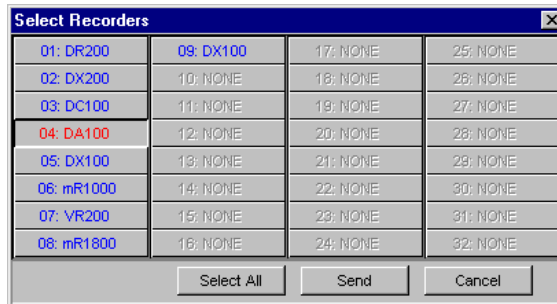 Select Recorders
01: DR200 09: DX100 17: NONE 25: NONE
02: DX200 10: NONE 18: NONE 26: NONE
03: DC100 11: NONE 19: NONE 27: NONE
04: DA100 12: NONE 20: NONE 28: NONE
05: DX100 13: NONE 21: NONE 29: NONE
06: mR1000 14: NONE 22: NONE 30: NONE
07: VR200 15: NONE 23: NONE 31: NONE
08: mR1800 16: NONE 24: NONE 32: NONE
Select All Send Cancel